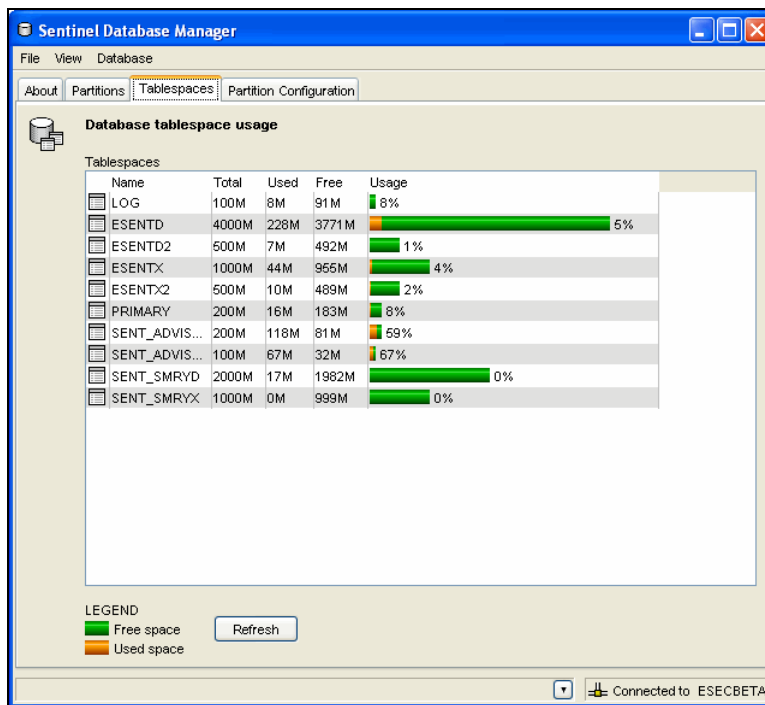 Sentinel Database Manager
File View Database
About Partitions Tablespaces Partition Configuration
Database tablespace usage
Tablespaces
Name Total Used Free Usage
LOG 100M 8M 91M 8%
ESENTD 4000M 228M 3771M 5%
ESENTD2 500M 7M 492M 1%
ESENTX 1000M 44M 955M 4%
ESENTX2 500M 10M 489M 2%
PRIMARY 200M 16M 183M 8%
SENT_ADVIS... 200M 118M 81M 59%
SENT_ADVIS... 100M 67M 32M 67%
SENT_SMRYD 2000M 17M 1982M 0%
SENT_SMRYX 1000M 0M 999M 0%
LEGEND
Free space
Refresh
Used space
Connected to ESECBETA